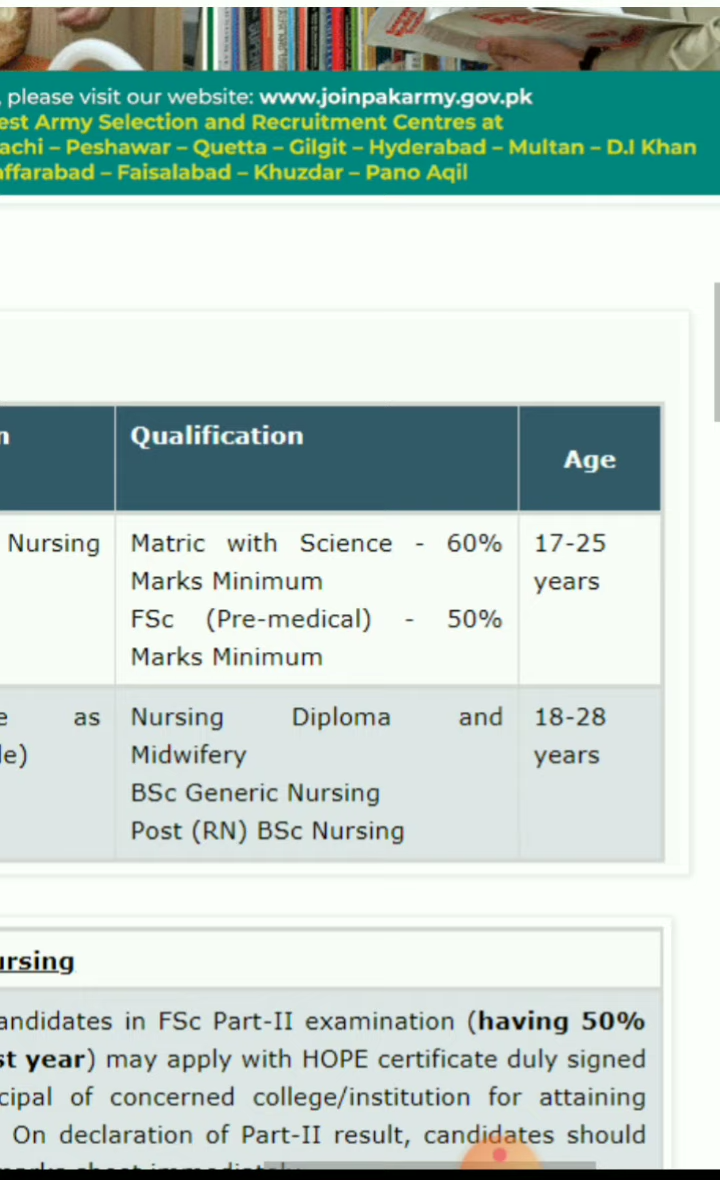 , please visit our website: www.joinpakarmy.gov.pk
est Army Selection and Recruitment Centres at
achi – Peshawar – Quetta – Gilgit – Hyderabad – Multan – D.I Khan
affarabad – Faisalabad – Khuzdar – Pano Aqil
n
Qualification
Age
Nursing
Matric with Science - 60%
Marks Minimum
FSc (Pre-medical) - 50%
Marks Minimum
17-25
years
e as
le)
Nursing Diploma and
Midwifery
BSc Generic Nursing
Post (RN) BSc Nursing
18-28
years
ursing
andidates in FSc Part-II examination (having 50%
st year) may apply with HOPE certificate duly signed
cipal of concerned college/institution for attaining
On declaration of Part-II result, candidates should
marks sheet immediately